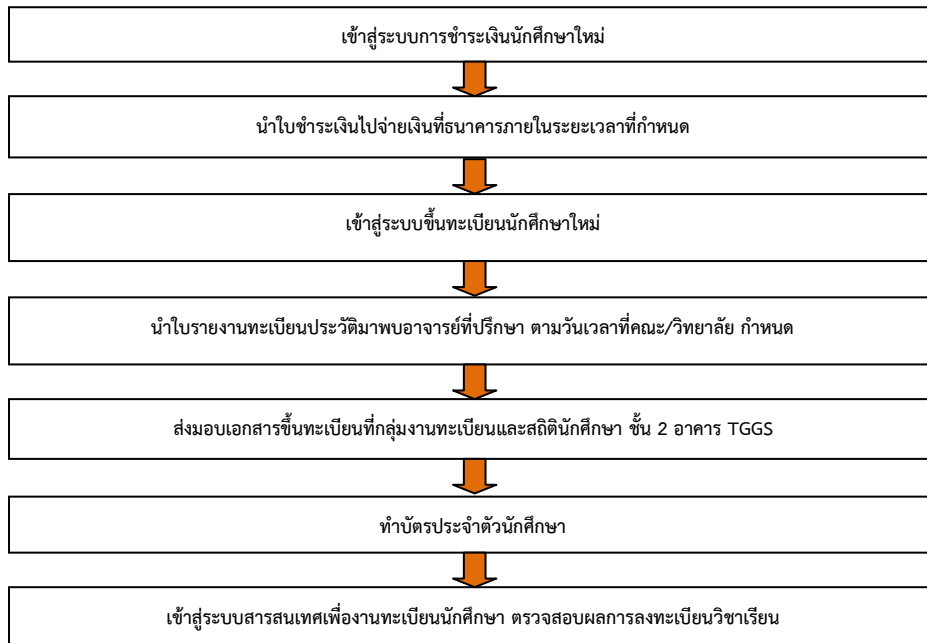 เข้าสู่ระบบการชำระเงินนักศึกษาใหม่
นำใบชำระเงินไปจ่ายเงินที่ธนาคารภายในระยะเวลาที่กำหนด
เข้าสู่ระบบขึ้นทะเบียนนักศึกษาใหม่
นำใบรายงานทะเบียนประวัติมาพบอาจารย์ที่ปรึกษา ตามวันเวลาที่คณะ/วิทยาลัย กำหนด
ส่งมอบเอกสารขึ้นทะเบียนที่กลุ่มงานทะเบียนและสถิตินักศึกษา ชั้น 2 อาคาร TGGS
ทำบัตรประจำตัวนักศึกษา
เข้าสู่ระบบสารสนเทศเพื่องานทะเบียนนักศึกษา ตรวจสอบผลการลงทะเบียนวิชาเรียน